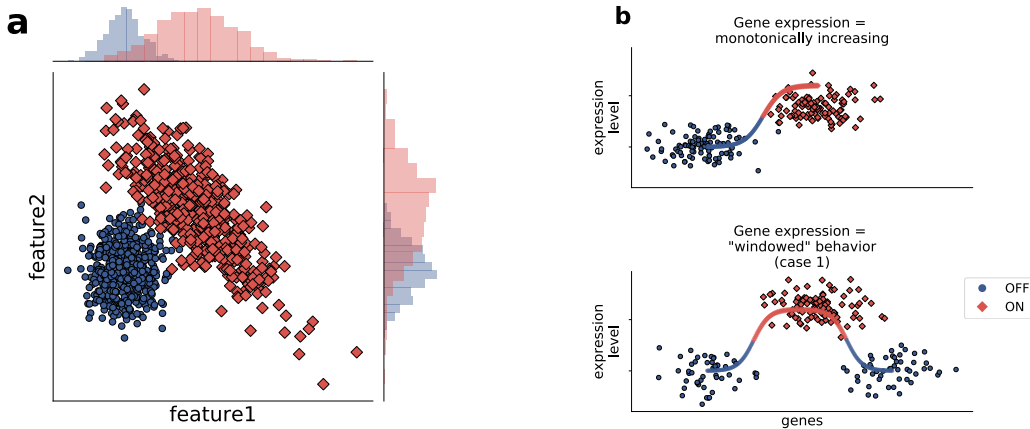 a
feature2
feature1
b
Gene expression =
monotonically increasing
expression
level
Gene expression =
"windowed" behavior
(case 1)
expression
level
genes
OFF
ON